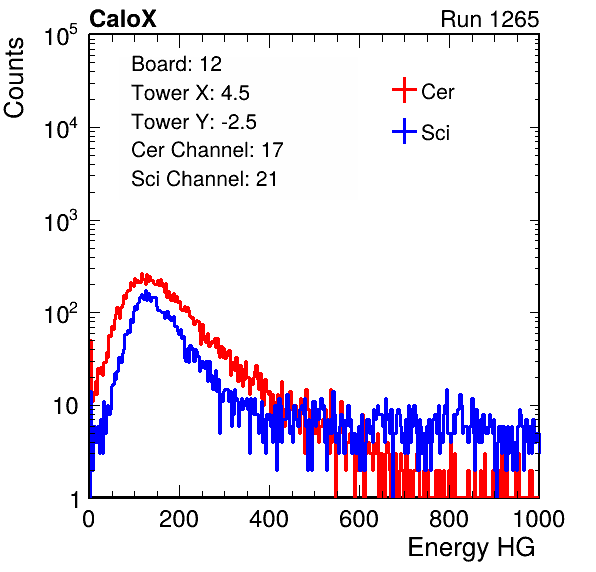 CaloX Run 1265
Counts
10^5
10^4
10^3
10^2
10
1
Board: 12
Tower X: 4.5
Tower Y: -2.5
Cer Channel: 17
Sci Channel: 21
Cer
Sci
0 200 400 600 800 1000
Energy HG